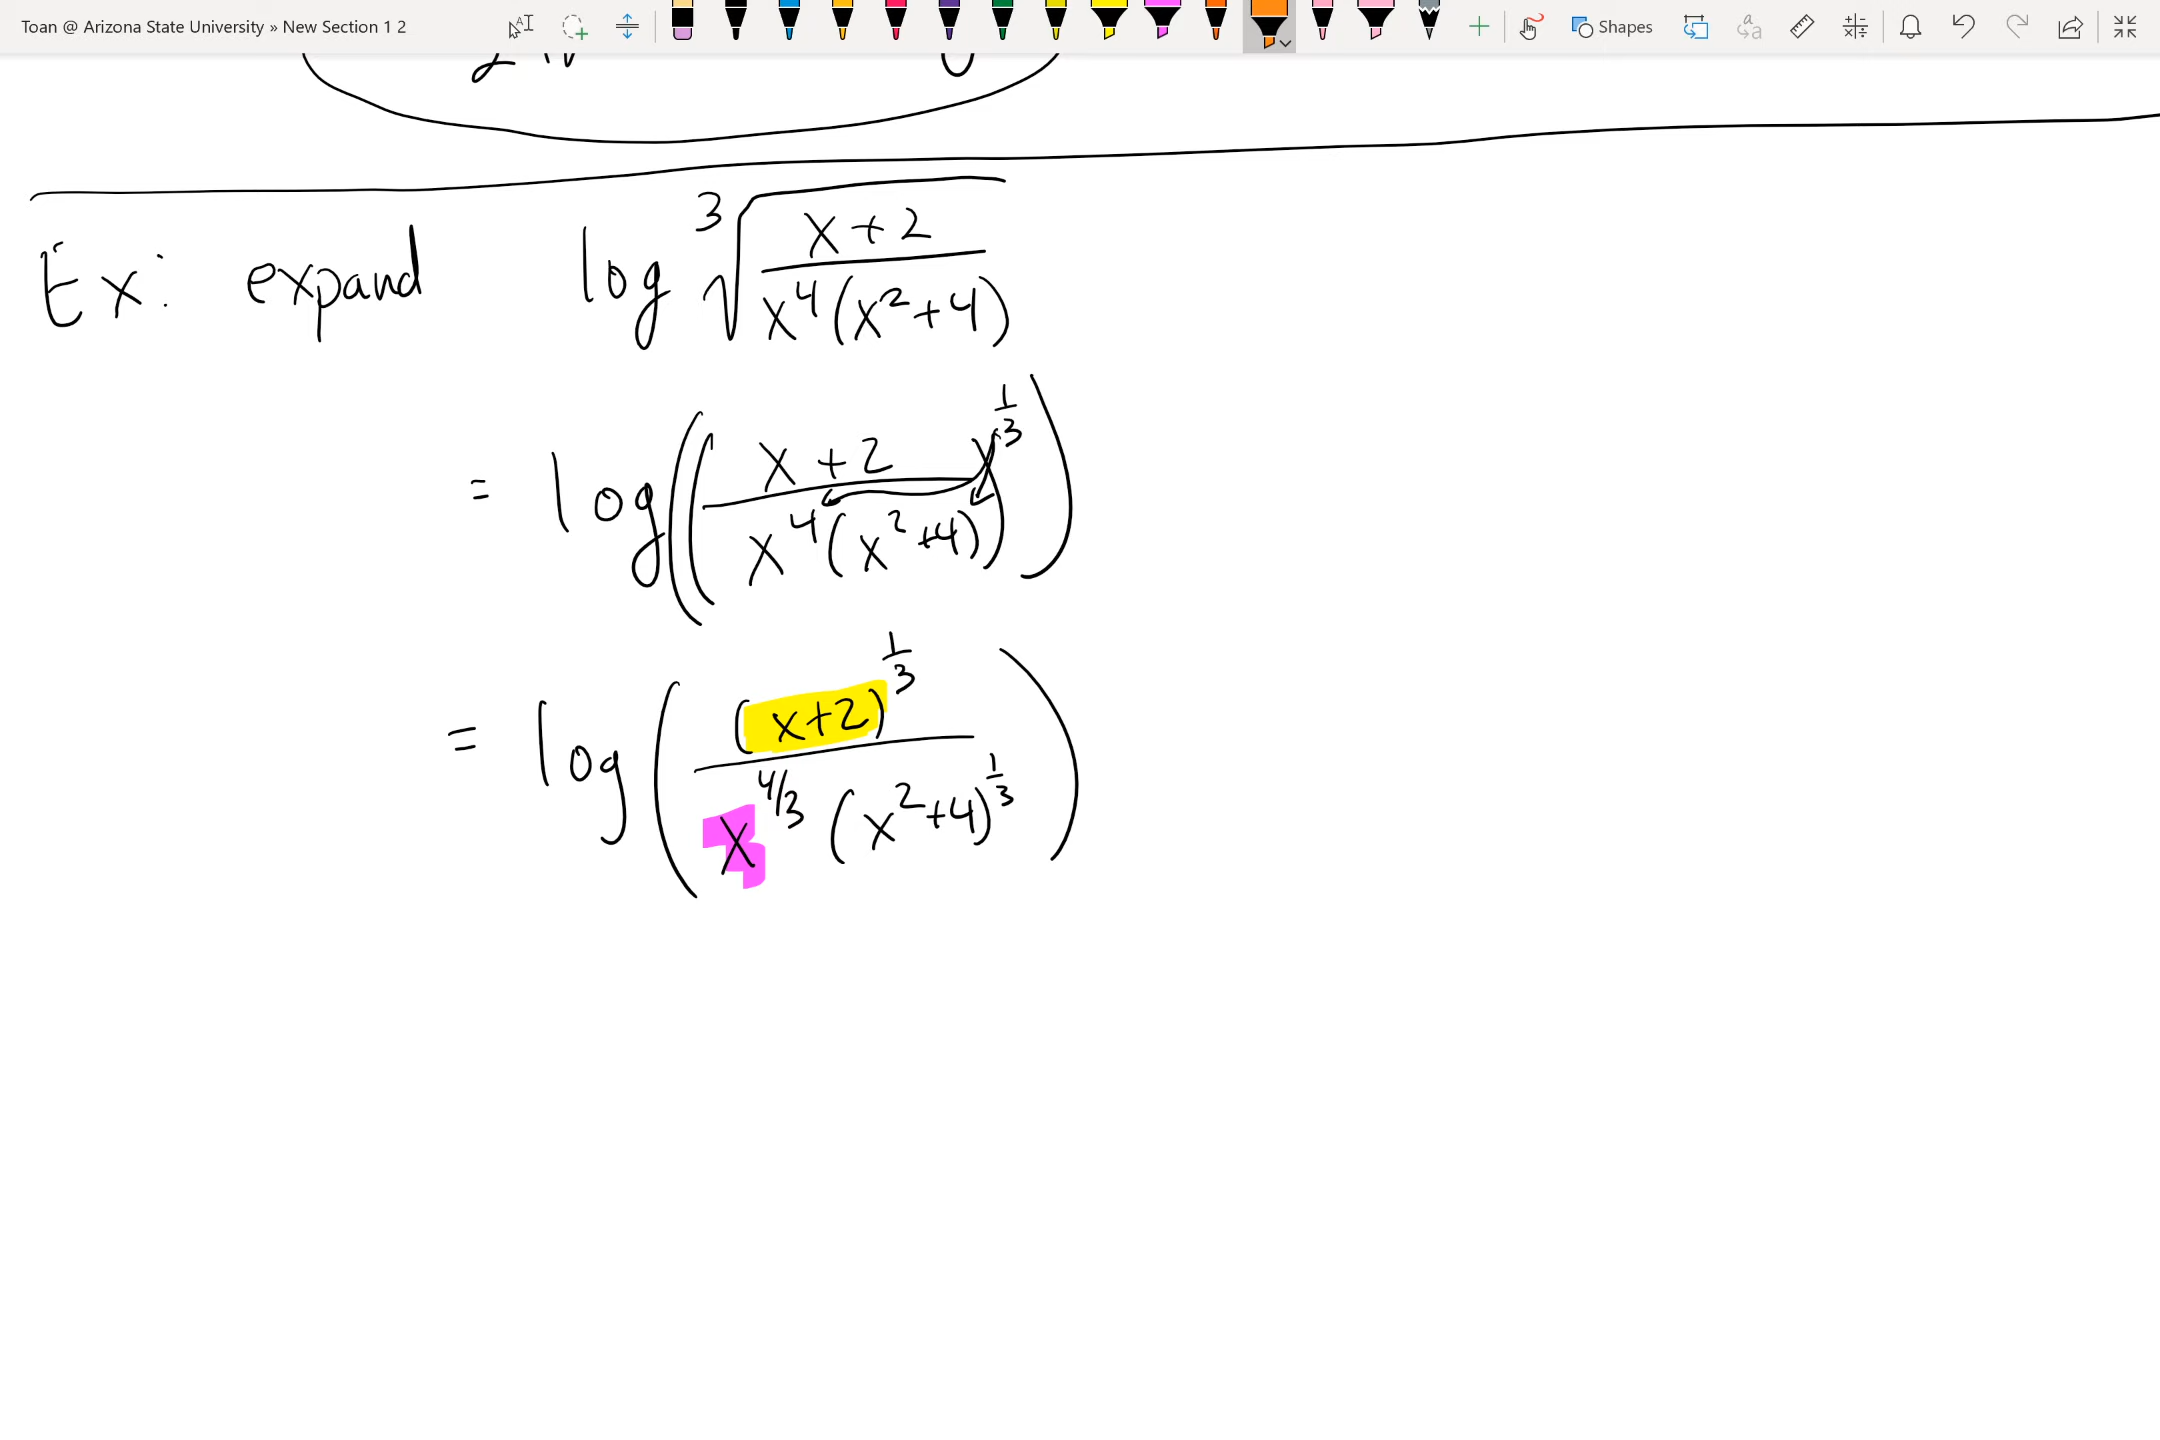 Toan @ Arizona State University » New Section 1 2
Shapes
Ex: expand log ∛((x+2)/(x⁴(x²+4)))
= log(((x+2)/(x⁴(x²+4)))^(1/3))
= log((x+2)^(1/3)/(x^(4/3) (x²+4)^(1/3)))